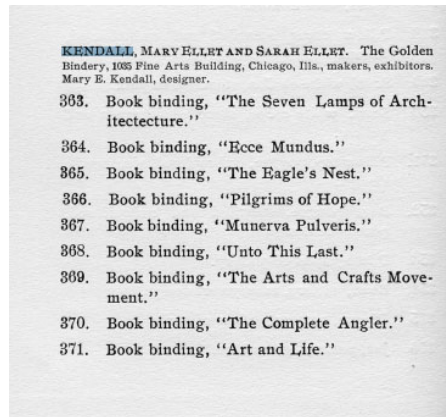 KENDALL, MARY ELLET AND SARAH ELLET. The Golden
Bindery, 1035 Fine Arts Building, Chicago, Ills., makers, exhibitors.
Mary E. Kendall, designer.
363. Book binding, "The Seven Lamps of Arch-
itectecture."
364. Book binding, "Ecce Mundus."
365. Book binding, "The Eagle's Nest."
366. Book binding, "Pilgrims of Hope."
367. Book binding, "Munerva Pulveris."
368. Book binding, "Unto This Last."
369. Book binding, "The Arts and Crafts Move-
ment."
370. Book binding, "The Complete Angler."
371. Book binding, "Art and Life."